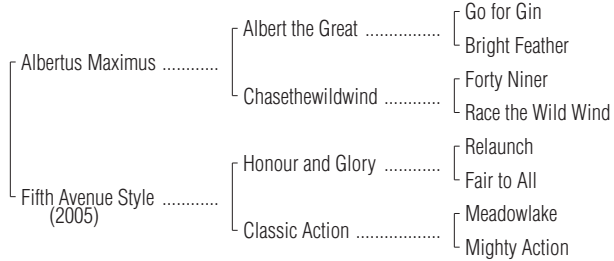 Go for Gin
Albert the Great ..................
Bright Feather
Albertus Maximus ............
Forty Niner
Chasethewildwind ............
Race the Wild Wind
Relaunch
Honour and Glory ............
Fair to All
Fifth Avenue Style ............
(2005)
Meadowlake
Classic Action ..................
Mighty Action